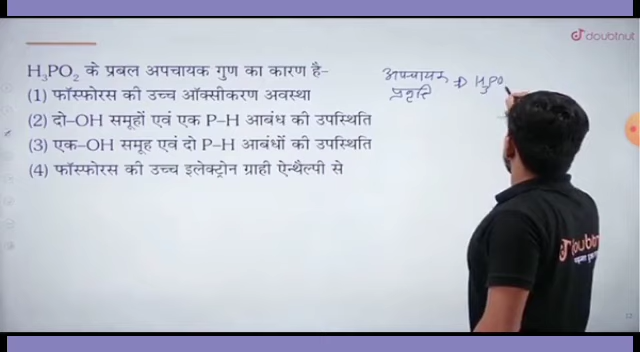 doubtnut
H₃PO₂ के प्रबल अपचायक गुण का कारण है-
(1) फॉस्फोरस की उच्च ऑक्सीकरण अवस्था
(2) दो–OH समूहों एवं एक P–H आबंध की उपस्थिति
(3) एक–OH समूह एवं दो P–H आबंधों की उपस्थिति
(4) फॉस्फोरस की उच्च इलेक्ट्रोन ग्राही ऐन्थैल्पी से
अपचायक ⇒ H₃PO
प्रवृत्ति
doubtnut